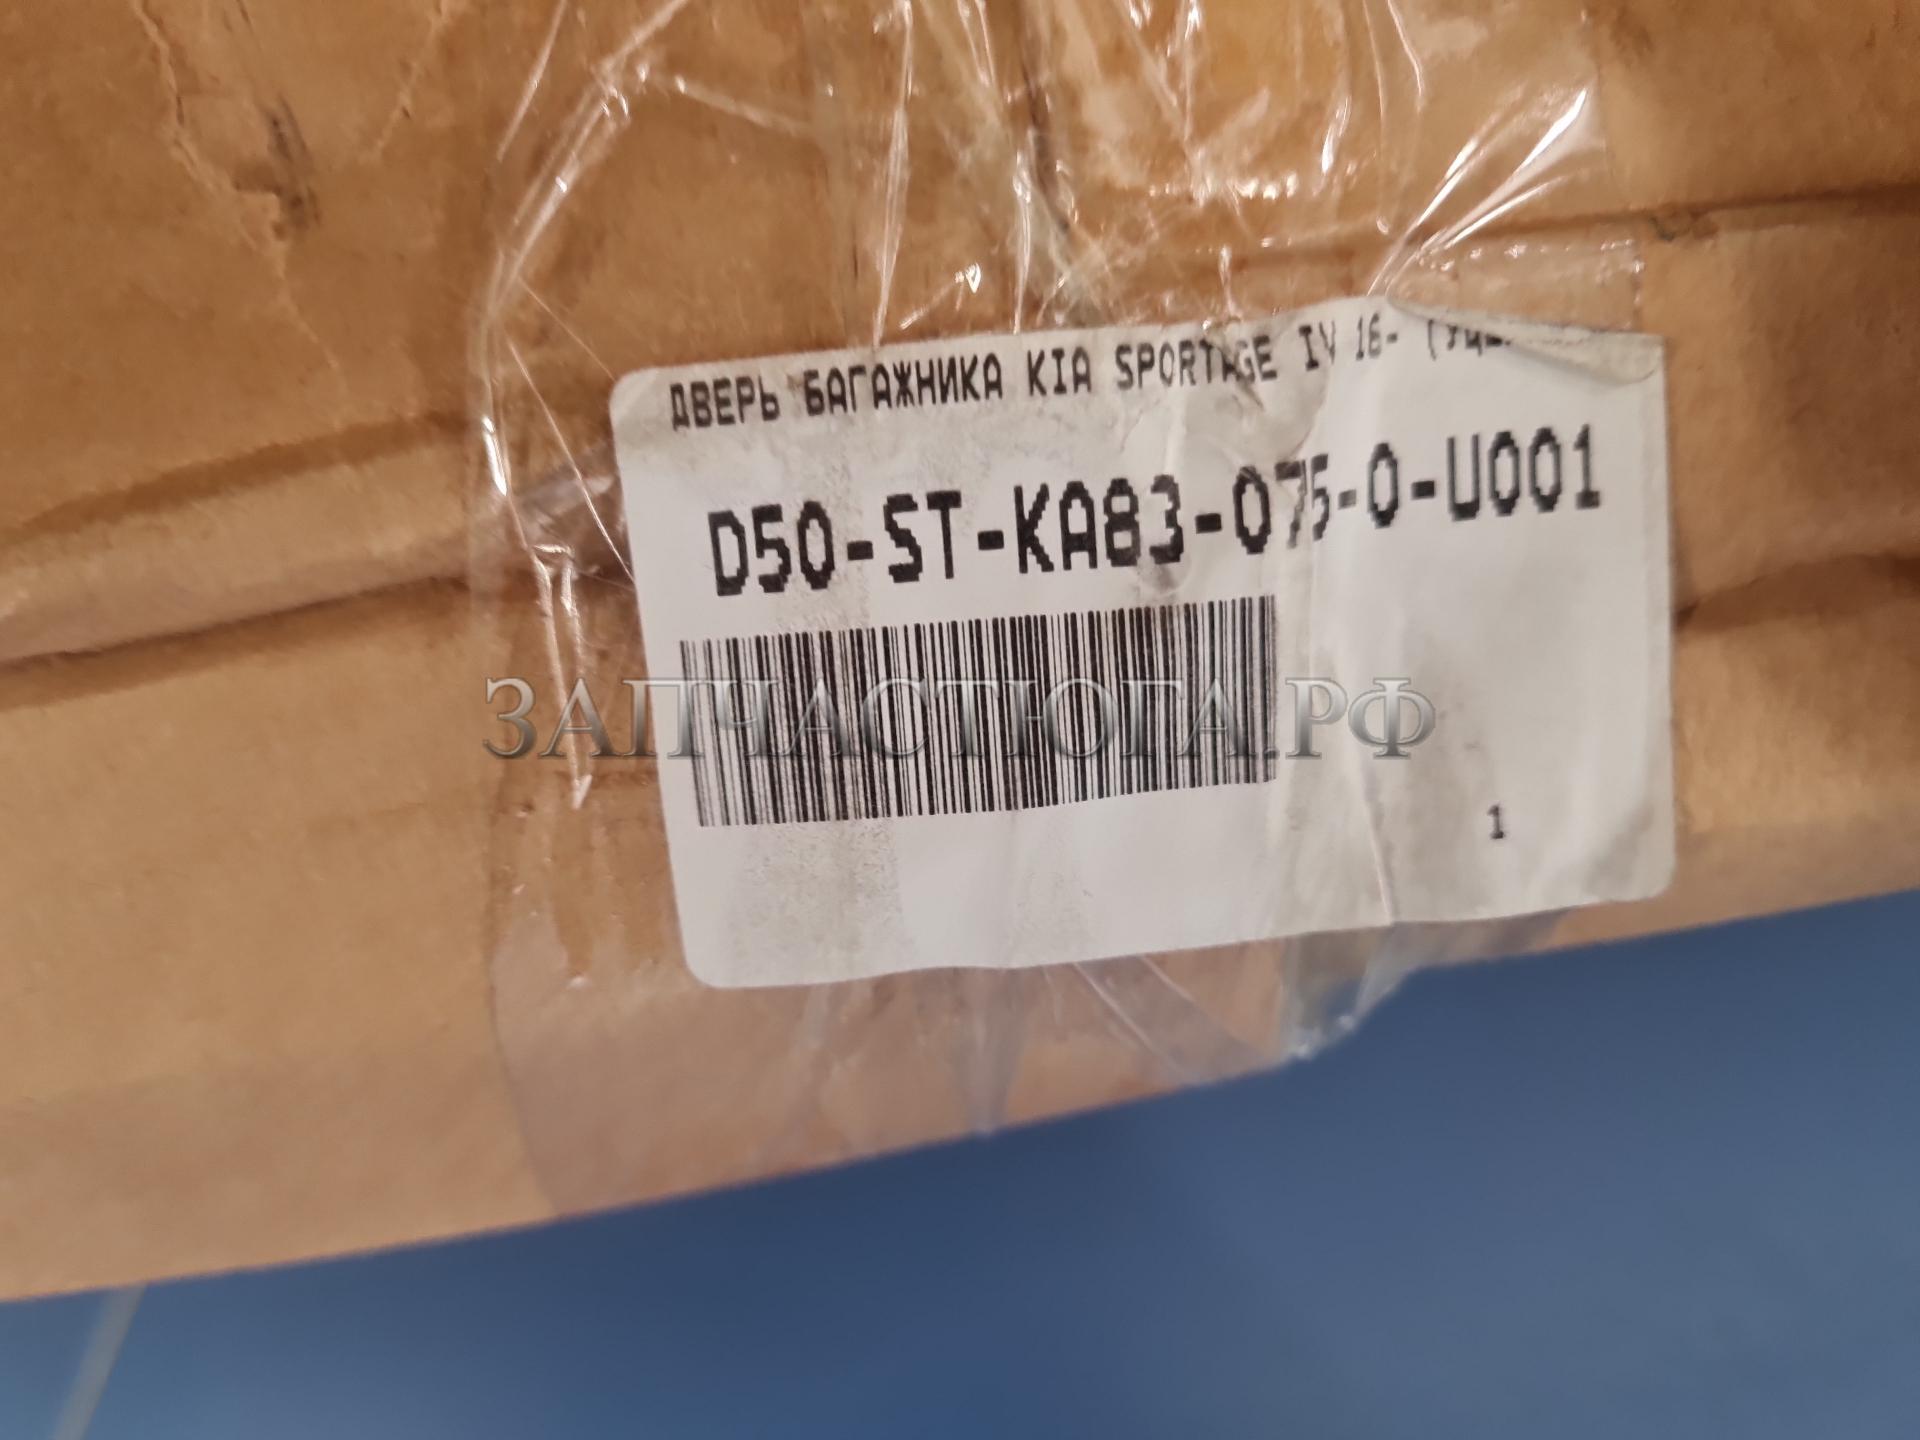 ДВЕРЬ БАГАЖНИКА KIA SPORTAGE IV 16-
D50-ST-KA83-075-0-U001
ЗАПЧАСТЮГА.РФ
1